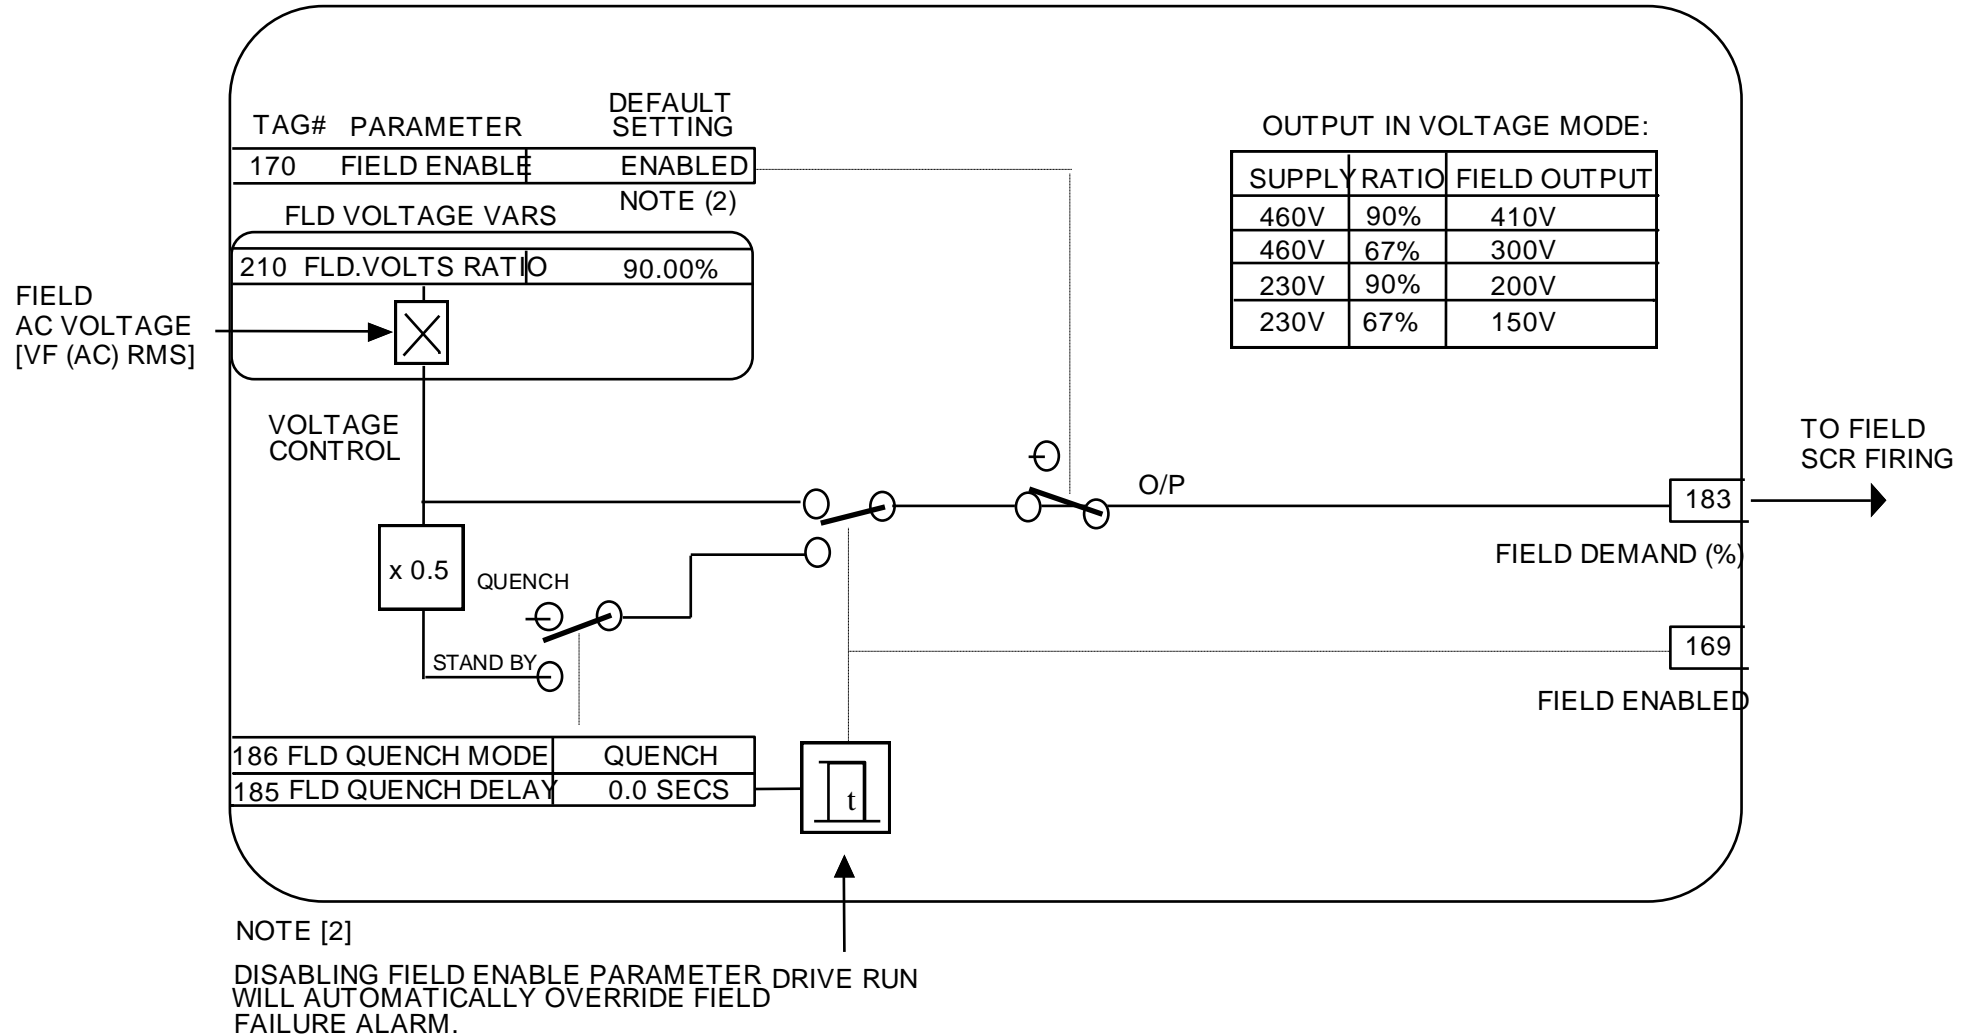 DEFAULT
SETTING
TAG# PARAMETER
170 FIELD ENABLE ENABLED
NOTE (2)
FLD VOLTAGE VARS
210 FLD.VOLTS RATIO 90.00%
FIELD
AC VOLTAGE
[VF (AC) RMS]
VOLTAGE
CONTROL
OUTPUT IN VOLTAGE MODE:
SUPPLY RATIO FIELD OUTPUT
460V 90% 410V
460V 67% 300V
230V 90% 200V
230V 67% 150V
TO FIELD
SCR FIRING
O/P
183
FIELD DEMAND (%)
x 0.5
QUENCH
STAND BY
169
FIELD ENABLED
186 FLD QUENCH MODE QUENCH
185 FLD QUENCH DELAY 0.0 SECS
t
NOTE [2]
DISABLING FIELD ENABLE PARAMETER
WILL AUTOMATICALLY OVERRIDE FIELD
FAILURE ALARM.
DRIVE RUN